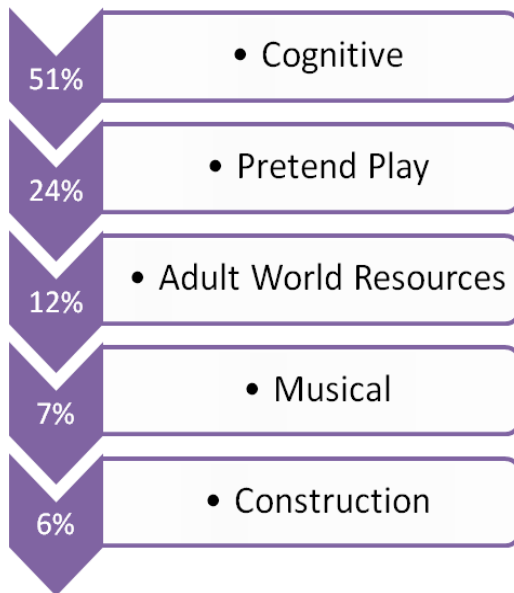 51%
• Cognitive
24%
• Pretend Play
12%
• Adult World Resources
7%
• Musical
6%
• Construction